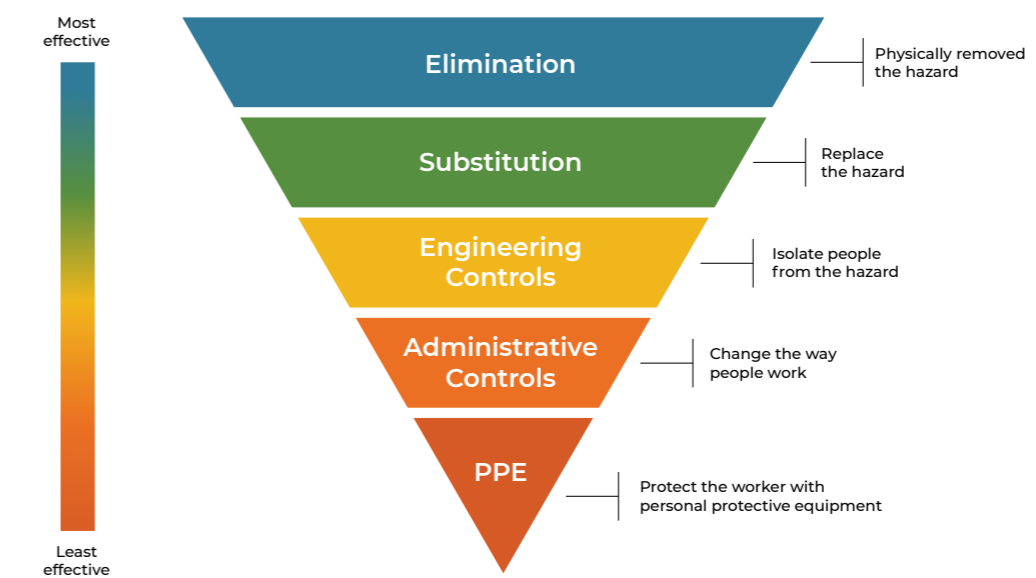 Most
effective
Elimination
Physically removed
the hazard
Substitution
Replace
the hazard
Engineering
Controls
Isolate people
from the hazard
Administrative
Controls
Change the way
people work
PPE
Protect the worker with
personal protective equipment
Least
effective